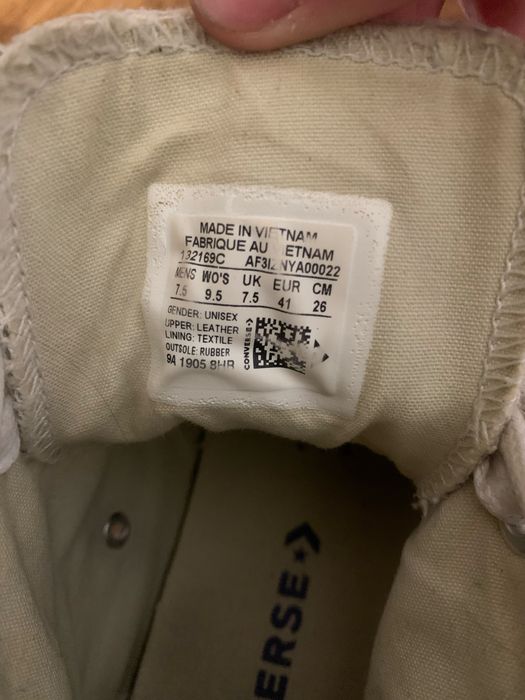 MADE IN VIETNAM
FABRIQUE AU VIETNAM
132169C AF3IZNYA00022
MENS WO'S UK EUR CM
7.5 9.5 7.5 41 26
GENDER: UNISEX
UPPER: LEATHER
LINING: TEXTILE
OUTSOLE: RUBBER
9A 1905 8HR
CONVERSE
ERSE